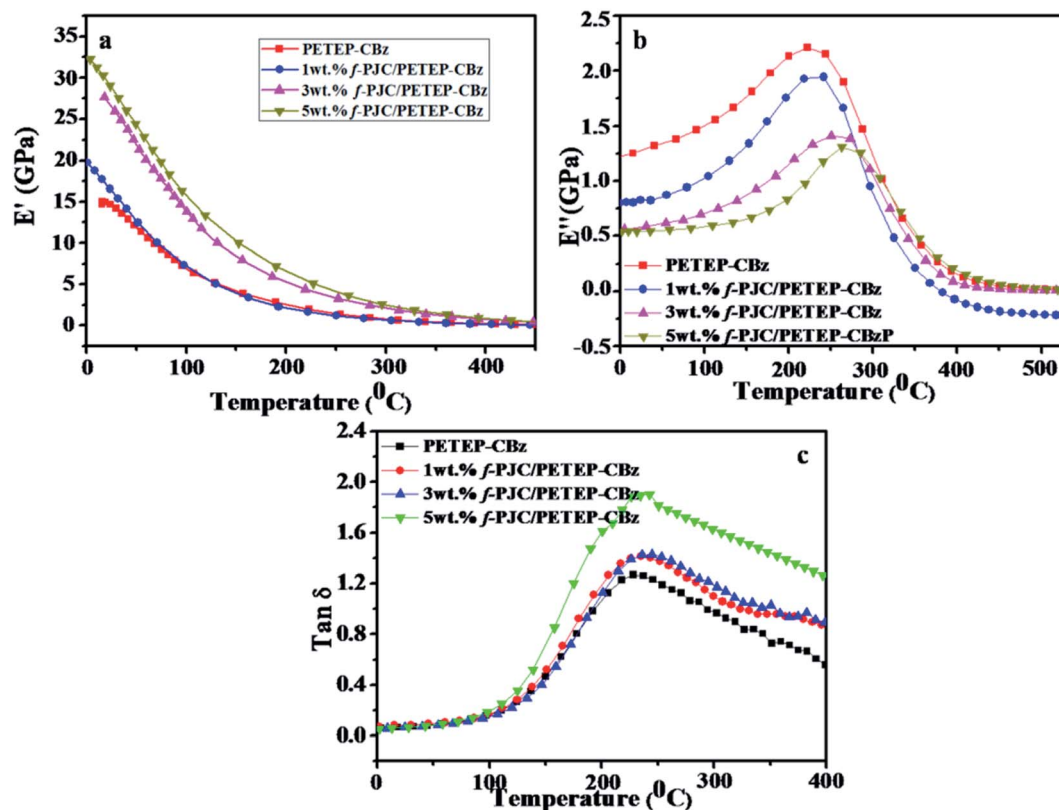 a
PETEP-CBz
1wt.% f-PJC/PETEP-CBz
3wt.% f-PJC/PETEP-CBz
5wt.% f-PJC/PETEP-CBz
35
30
25
20
15
10
5
0
E' (GPa)
0 100 200 300 400
Temperature (⁰C)
b
2.0
1.5
1.0
0.5
0.0
-0.5
E'' (GPa)
PETEP-CBz
1wt.% f-PJC/PETEP-CBz
3wt.% f-PJC/PETEP-CBz
5wt.% f-PJC/PETEP-CBzP
0 100 200 300 400 500
Temperature (⁰C)
c
PETEP-CBz
1wt.% f-PJC/PETEP-CBz
3wt.% f-PJC/PETEP-CBz
5wt.% f-PJC/PETEP-CBz
2.4
2.0
1.6
1.2
0.8
0.4
0.0
Tan δ
0 100 200 300 400
Temperature (⁰C)